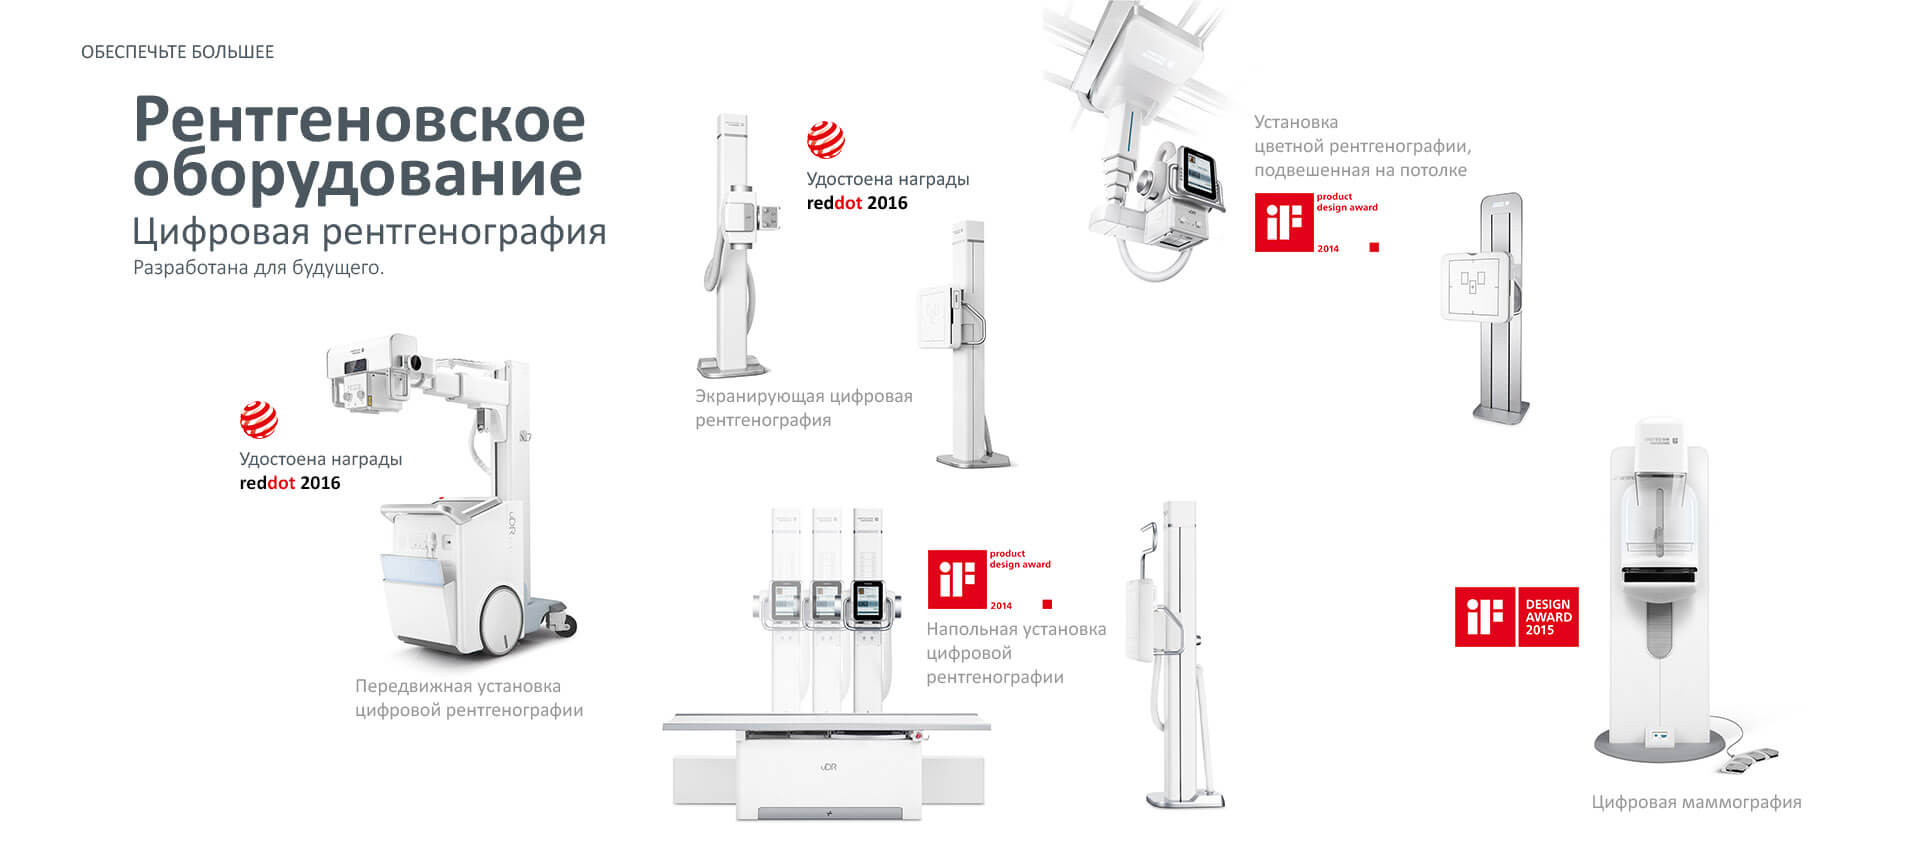 ОБЕСПЕЧЬТЕ БОЛЬШЕЕ
Рентгеновское
оборудование
Цифровая рентгенография
Разработана для будущего.
Удостоена награды
reddot 2016
Экранирующая цифровая
рентгенография
Установка
цветной рентгенографии,
подвешенная на потолке
iF
product
design award
2014
Удостоена награды
reddot 2016
uDR
Передвижная установка
цифровой рентгенографии
iF
product
design award
2014
Напольная установка
цифровой
рентгенографии
uDR
iF
DESIGN
AWARD
2015
Цифровая маммография